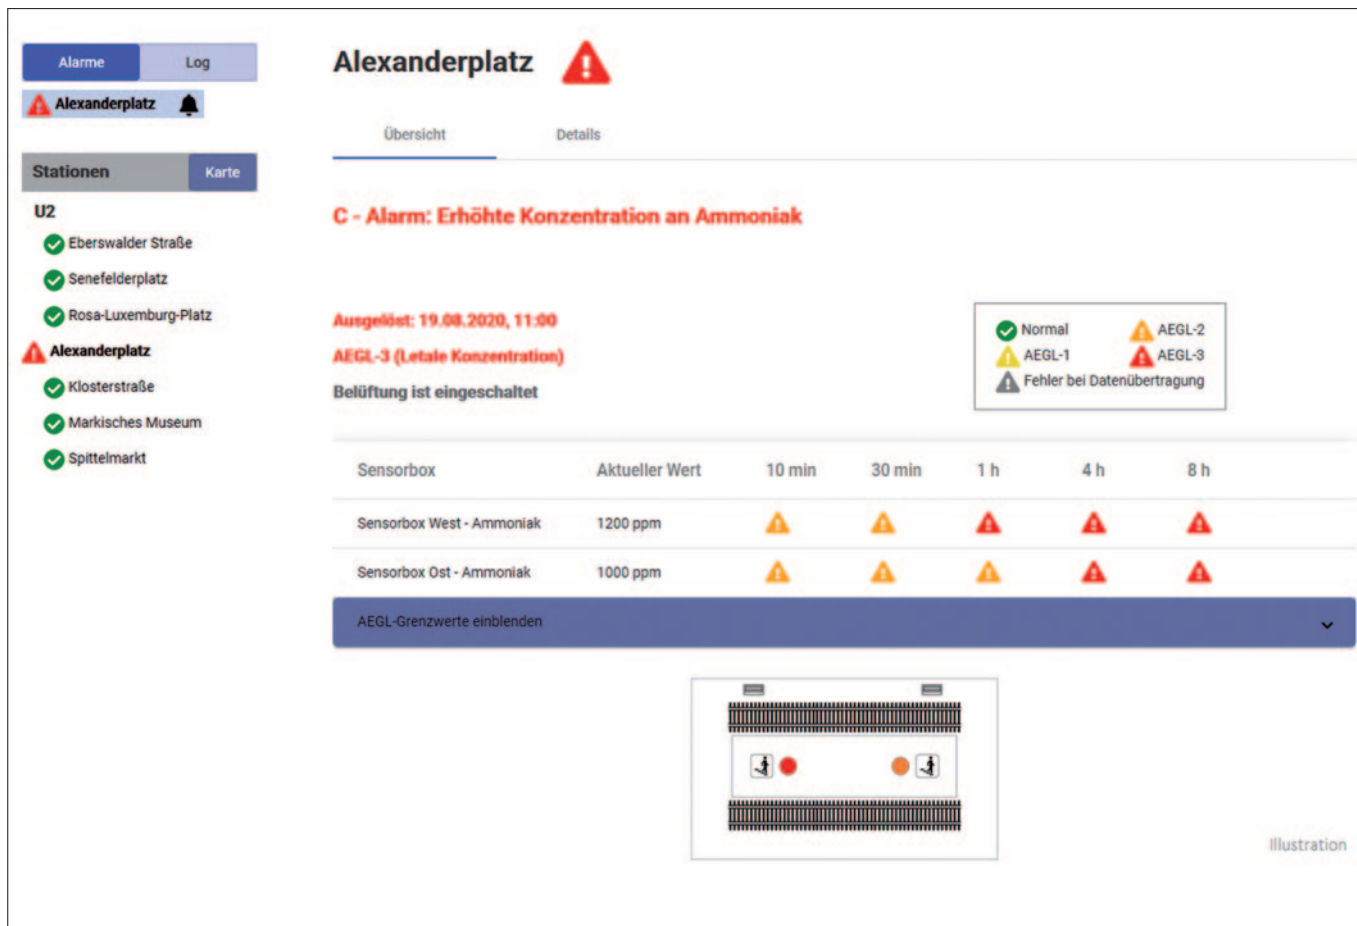 Alarme Log
Alexanderplatz
Stationen Karte
U2
Eberswalder Straße
Senefelderplatz
Rosa-Luxemburg-Platz
Alexanderplatz
Klosterstraße
Markisches Museum
Spittelmarkt
Alexanderplatz
Übersicht Details
C - Alarm: Erhöhte Konzentration an Ammoniak
Ausgelöst: 19.08.2020, 11:00
AEGL-3 (Letale Konzentration)
Belüftung ist eingeschaltet
Normal AEGL-2
AEGL-1 AEGL-3
Fehler bei Datenübertragung
Sensorbox Aktueller Wert 10 min 30 min 1 h 4 h 8 h
Sensorbox West - Ammoniak 1200 ppm
Sensorbox Ost - Ammoniak 1000 ppm
AEGL-Grenzwerte einblenden
Illustration